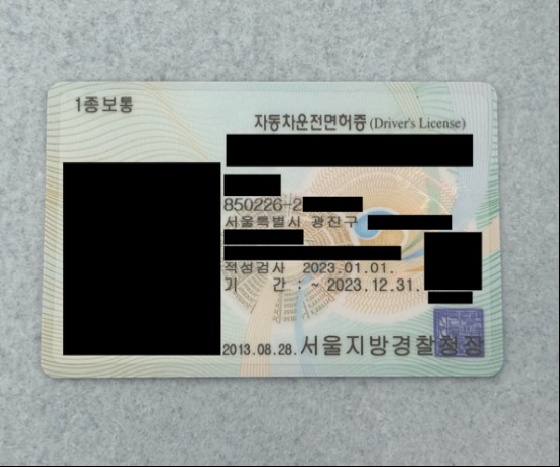 1종보통
자동차운전면허증 (Driver's License)
850226-2
서울특별시 광진구
적성검사 2023.01.01.
기 간 : ~ 2023.12.31.
2013.08.28. 서울지방경찰청장